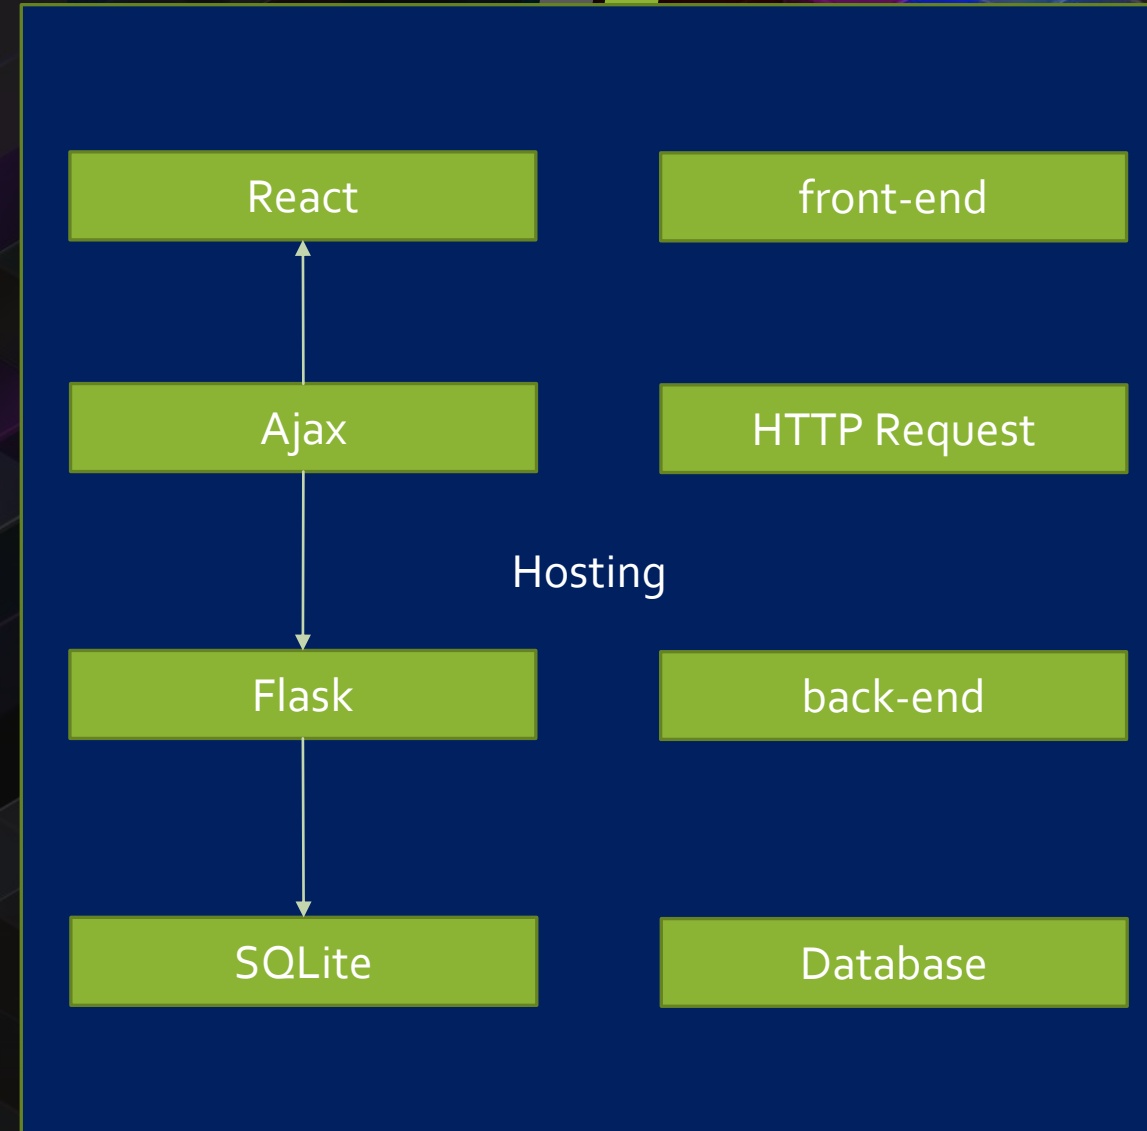 React
front-end
Ajax
HTTP Request
Hosting
Flask
back-end
SQLite
Database